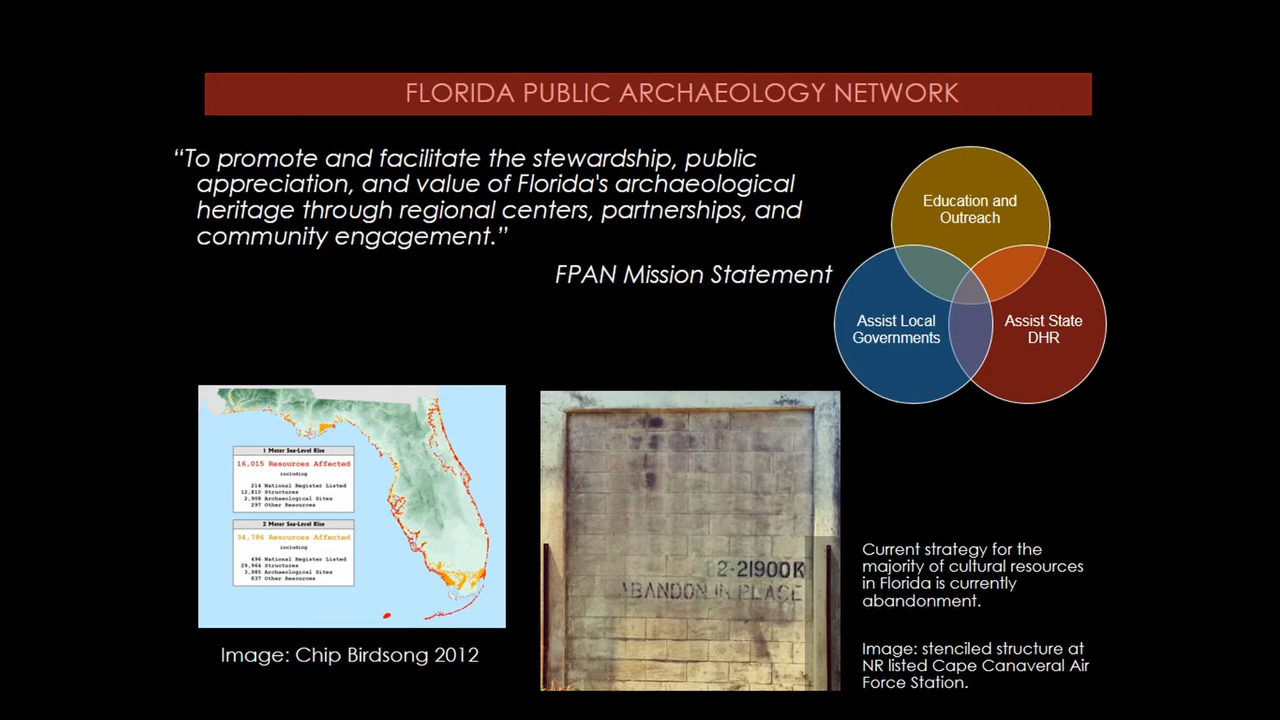 FLORIDA PUBLIC ARCHAEOLOGY NETWORK
“To promote and facilitate the stewardship, public
appreciation, and value of Florida's archaeological
heritage through regional centers, partnerships, and
community engagement.”
FPAN Mission Statement
Education and
Outreach
Assist Local
Governments
Assist State
DHR
1 Meter Sea-Level Rise
16,015 Resources Affected
including
214 National Register Listed
12,810 Structures
2,908 Archaeological Sites
297 Other Resources
2 Meter Sea-Level Rise
34,786 Resources Affected
including
496 National Register Listed
29,964 Structures
3,985 Archaeological Sites
837 Other Resources
Image: Chip Birdsong 2012
2-21900K
ABANDON IN PLACE
Current strategy for the
majority of cultural resources
in Florida is currently
abandonment.
Image: stenciled structure at
NR listed Cape Canaveral Air
Force Station.